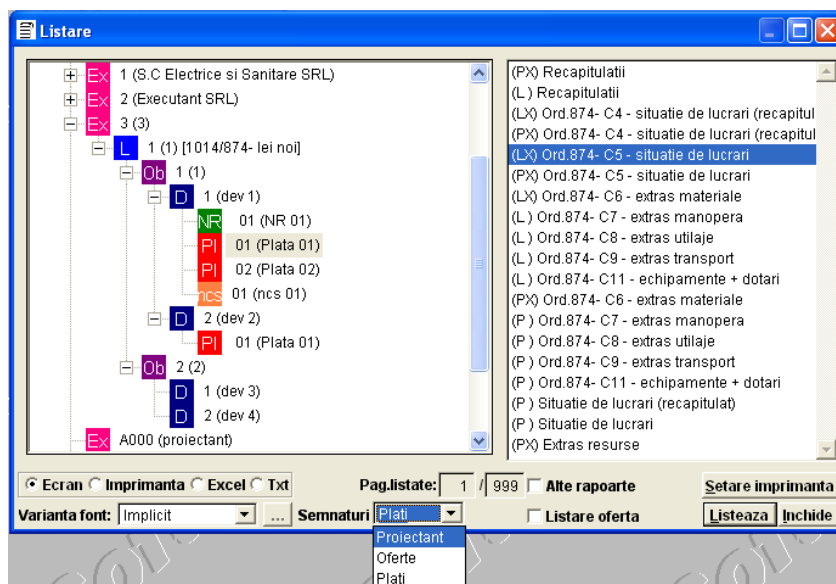 Listare
Ex 1 (S.C Electrice si Sanitare SRL)
Ex 2 (Executant SRL)
Ex 3 (3)
L 1 (1) [1014/874- lei noi]
Ob 1 (1)
D 1 (dev 1)
NR 01 (NR 01)
Pl 01 (Plata 01)
Pl 02 (Plata 02)
ncs 01 (ncs 01)
D 2 (dev 2)
Pl 01 (Plata 01)
Ob 2 (2)
D 1 (dev 3)
D 2 (dev 4)
Ex A000 (proiectant)
(PX) Recapitulatii
(L ) Recapitulatii
(LX) Ord.874- C4 - situatie de lucrari (recapitul
(PX) Ord.874- C4 - situatie de lucrari (recapitul
(LX) Ord.874- C5 - situatie de lucrari
(PX) Ord.874- C5 - situatie de lucrari
(LX) Ord.874- C6 - extras materiale
(L ) Ord.874- C7 - extras manopera
(L ) Ord.874- C8 - extras utilaje
(L ) Ord.874- C9 - extras transport
(L ) Ord.874- C11 - echipamente + dotari
(PX) Ord.874- C6 - extras materiale
(P ) Ord.874- C7 - extras manopera
(P ) Ord.874- C8 - extras utilaje
(P ) Ord.874- C9 - extras transport
(P ) Ord.874- C11 - echipamente + dotari
(P ) Situatie de lucrari (recapitulat)
(P ) Situatie de lucrari
(PX) Extras resurse
Ecran Imprimanta Excel Txt Pag.listate: 1 / 999 Alte rapoarte Setare imprimanta
Varianta font: Implicit ... Semnaturi Plati Listare oferta Listeaza Inchide
Proiectant
Oferte
Plati